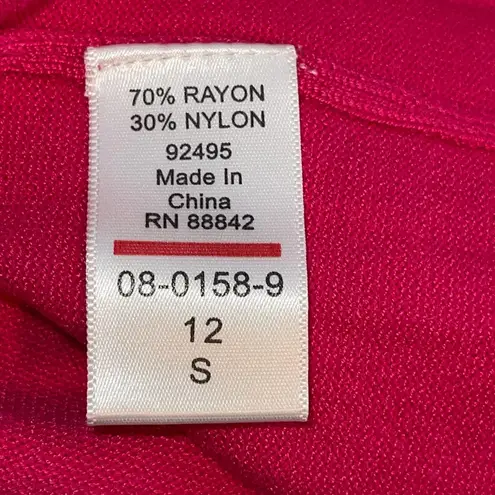 70% RAYON
30% NYLON
92495
Made In
China
RN 88842
08-0158-9
12
S